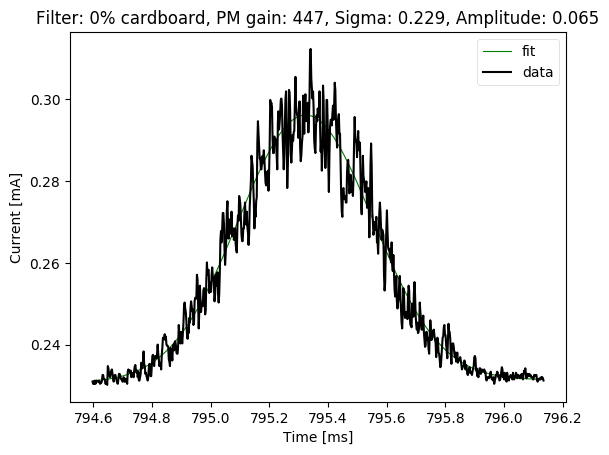 Filter: 0% cardboard, PM gain: 447, Sigma: 0.229, Amplitude: 0.065
fit
data
0.30
0.28
0.26
0.24
Current [mA]
794.6 794.8 795.0 795.2 795.4 795.6 795.8 796.0 796.2
Time [ms]